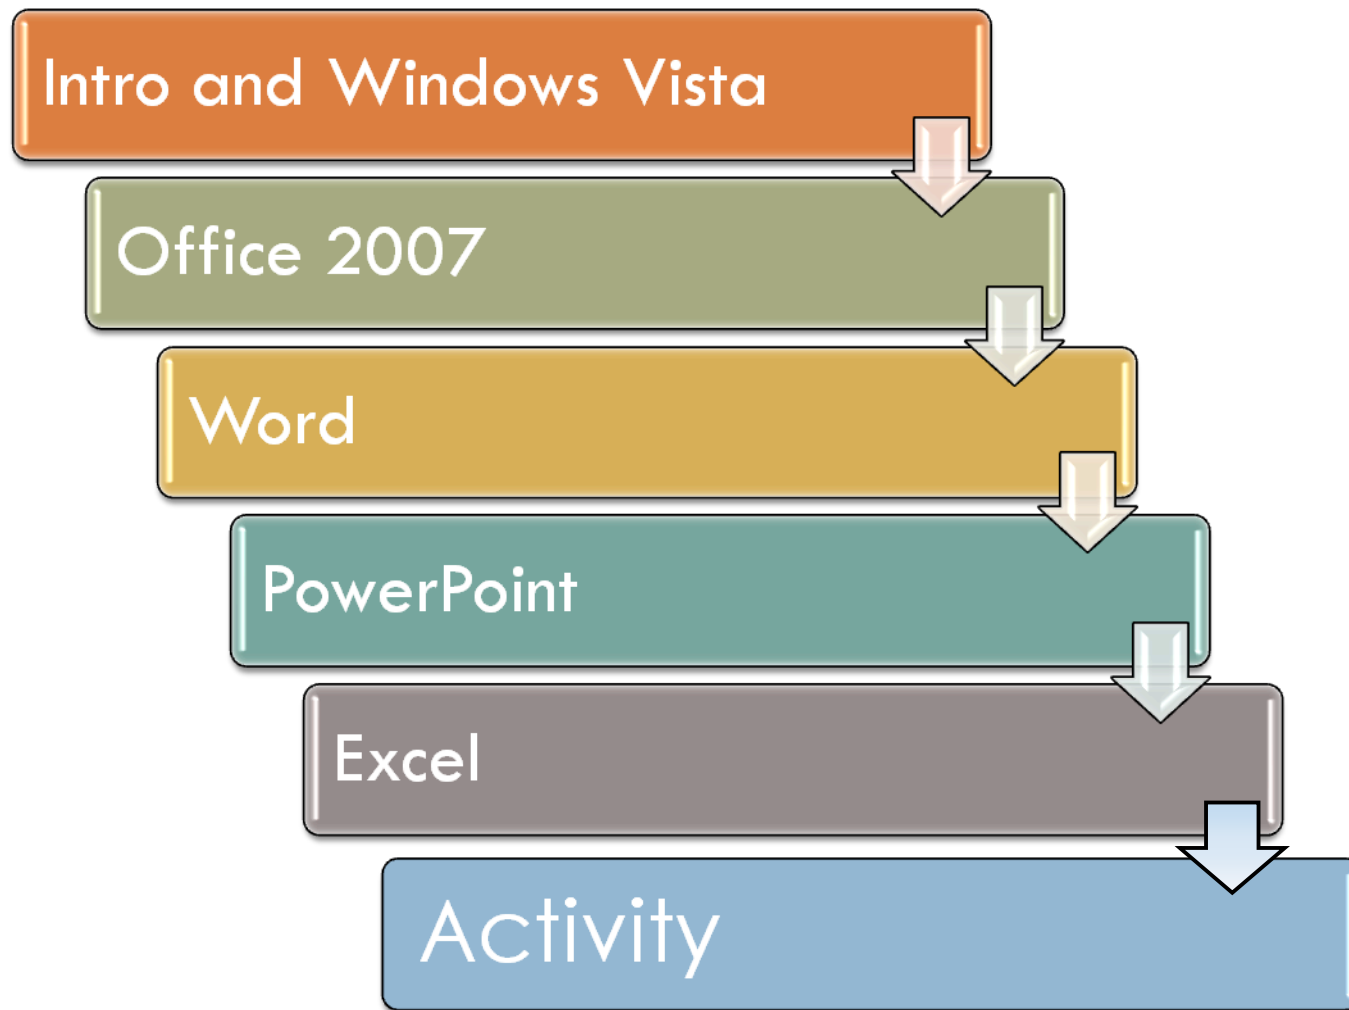 Intro and Windows Vista
Office 2007
Word
PowerPoint
Excel
Activity